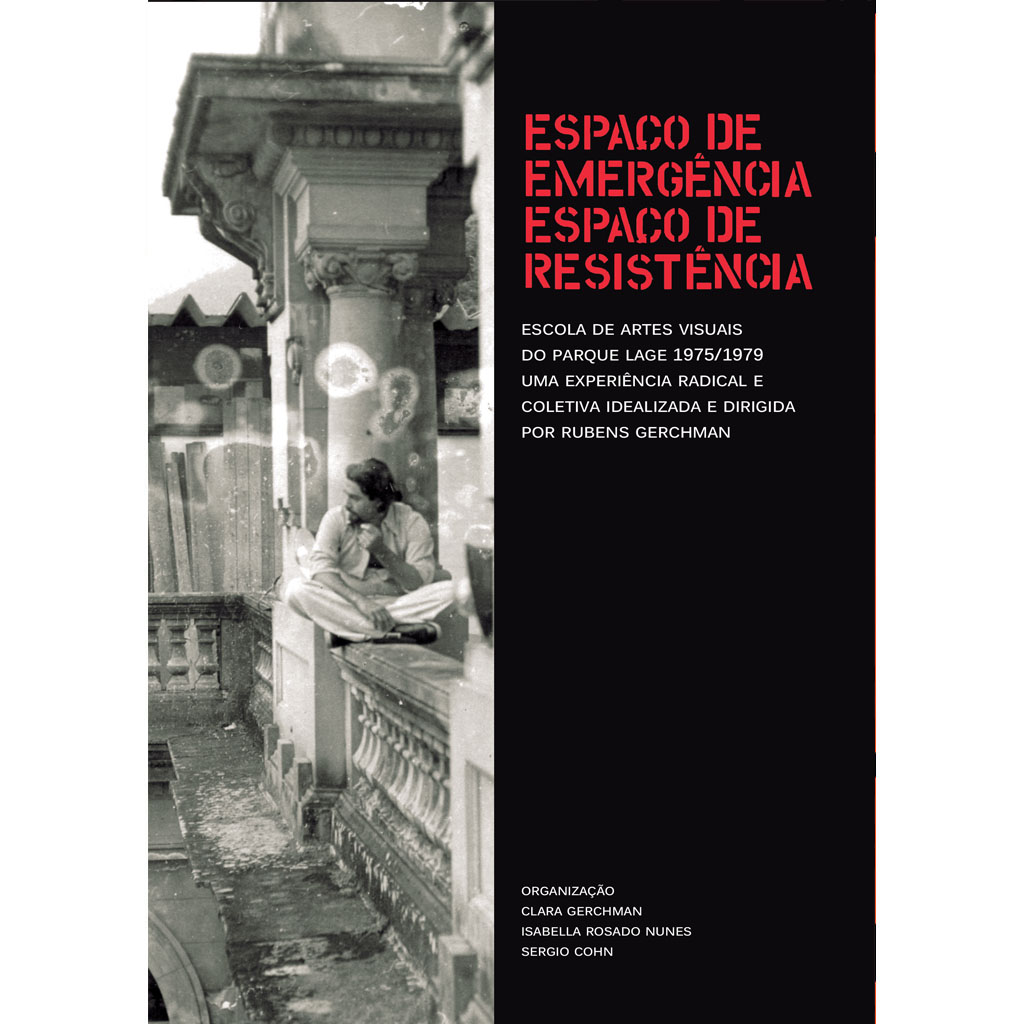 ESPAÇO DE
EMERGÊNCIA
ESPAÇO DE
RESISTÊNCIA
ESCOLA DE ARTES VISUAIS
DO PARQUE LAGE 1975/1979
UMA EXPERIÊNCIA RADICAL E
COLETIVA IDEALIZADA E DIRIGIDA
POR RUBENS GERCHMAN
ORGANIZAÇÃO
CLARA GERCHMAN
ISABELLA ROSADO NUNES
SERGIO COHN